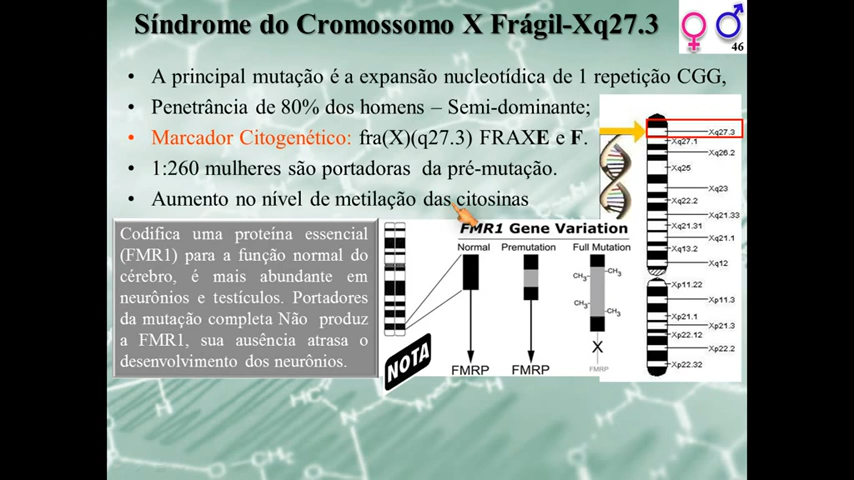 Síndrome do Cromossomo X Frágil-Xq27.3
46
• A principal mutação é a expansão nucleotídica de 1 repetição CGG,
• Penetrância de 80% dos homens – Semi-dominante;
• Marcador Citogenético: fra(X)(q27.3) FRAXE e F.
• 1:260 mulheres são portadoras da pré-mutação.
• Aumento no nível de metilação das citosinas
Codifica uma proteína essencial
(FMR1) para a função normal do
cérebro, é mais abundante em
neurônios e testículos. Portadores
da mutação completa Não produz
a FMR1, sua ausência atrasa o
desenvolvimento dos neurônios.
NOTA
FMR1 Gene Variation
Normal Premutation Full Mutation
CH3 CH3
CH3 CH3
X
FMRP FMRP FMRP
Xq27.3
Xq27.1
Xq26.2
Xq25
Xq23
Xq22.2
Xq21.33
Xq21.31
Xq21.1
Xq13.2
Xq12
Xp11.22
Xp11.3
Xp21.1
Xp21.3
Xp22.12
Xp22.2
Xp22.32